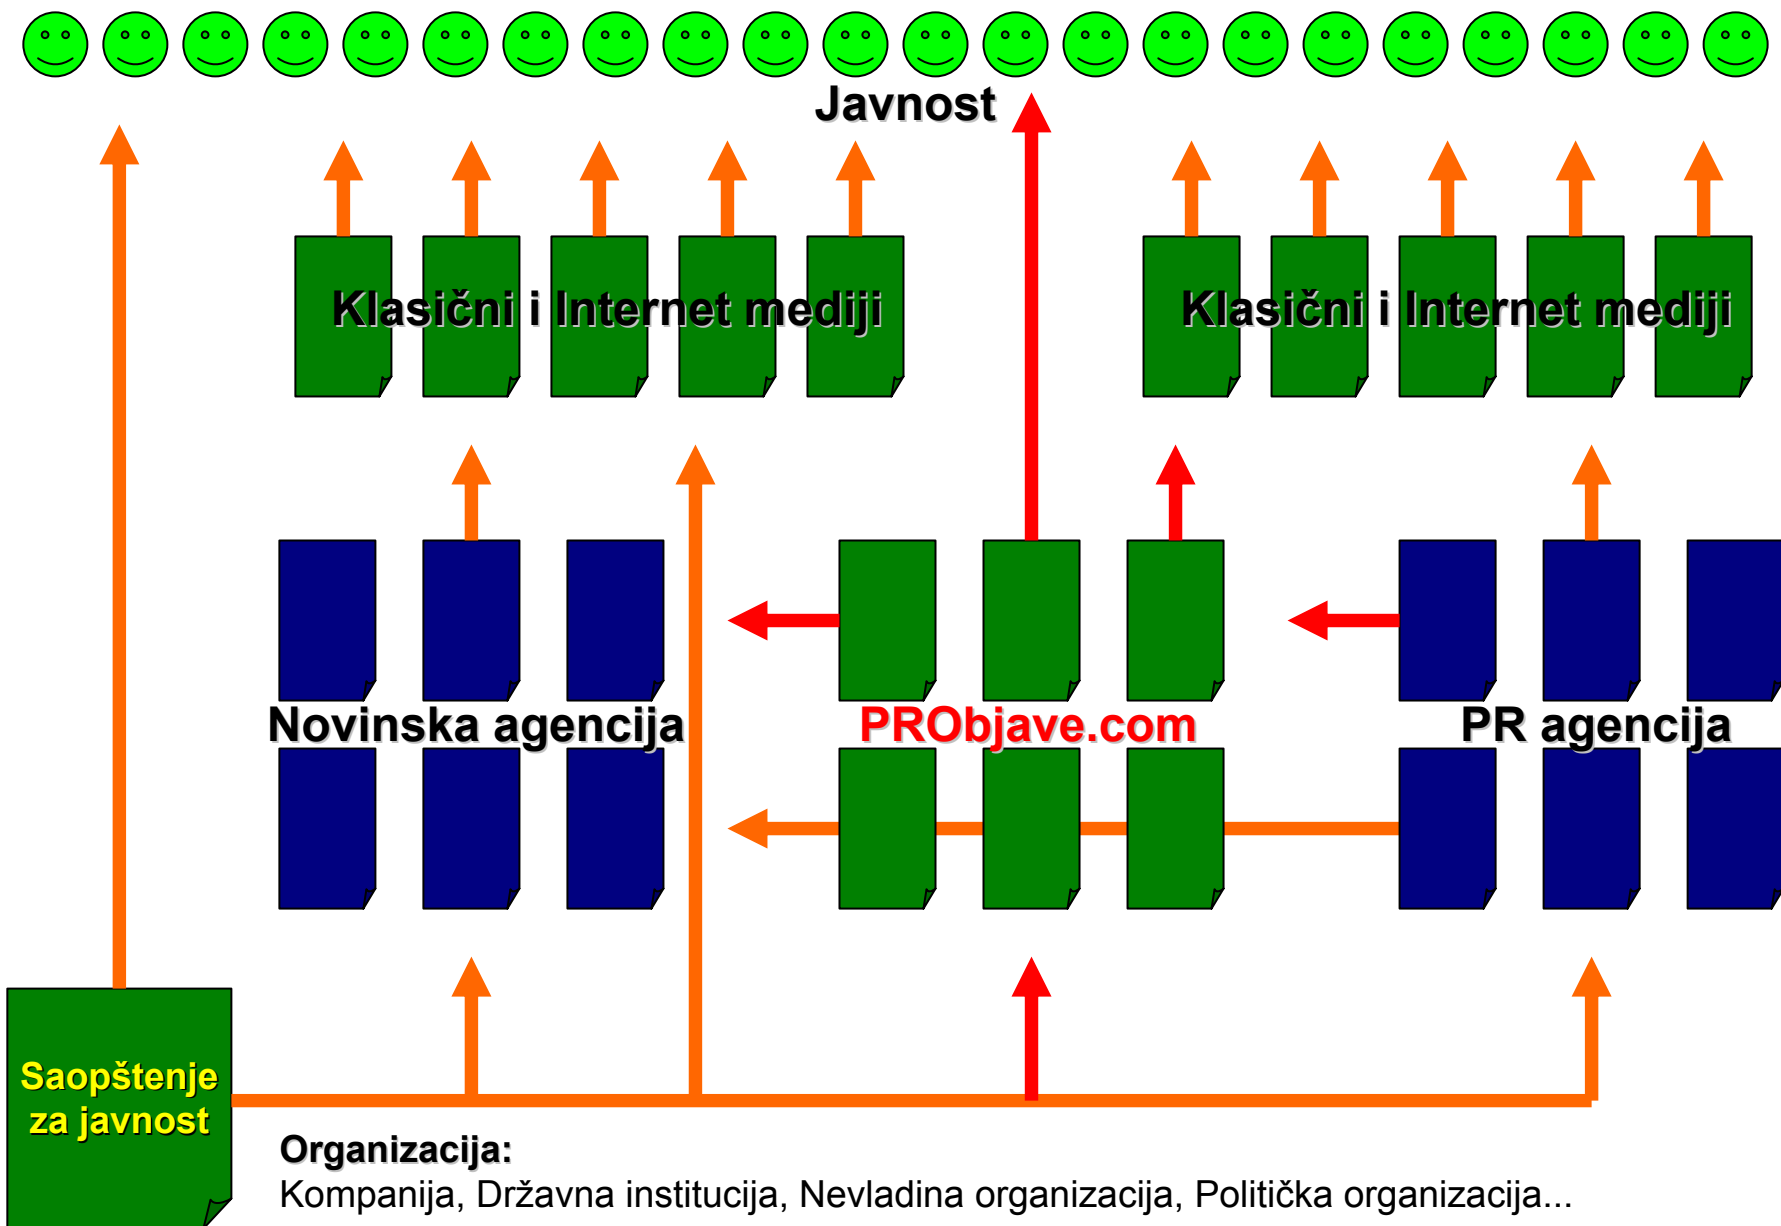 Javnost
Klasični i Internet mediji
Klasični i Internet mediji
Novinska agencija
PRObjave.com
PR agencija
Saopštenje
za javnost
Organizacija:
Kompanija, Državna institucija, Nevladina organizacija, Politička organizacija...